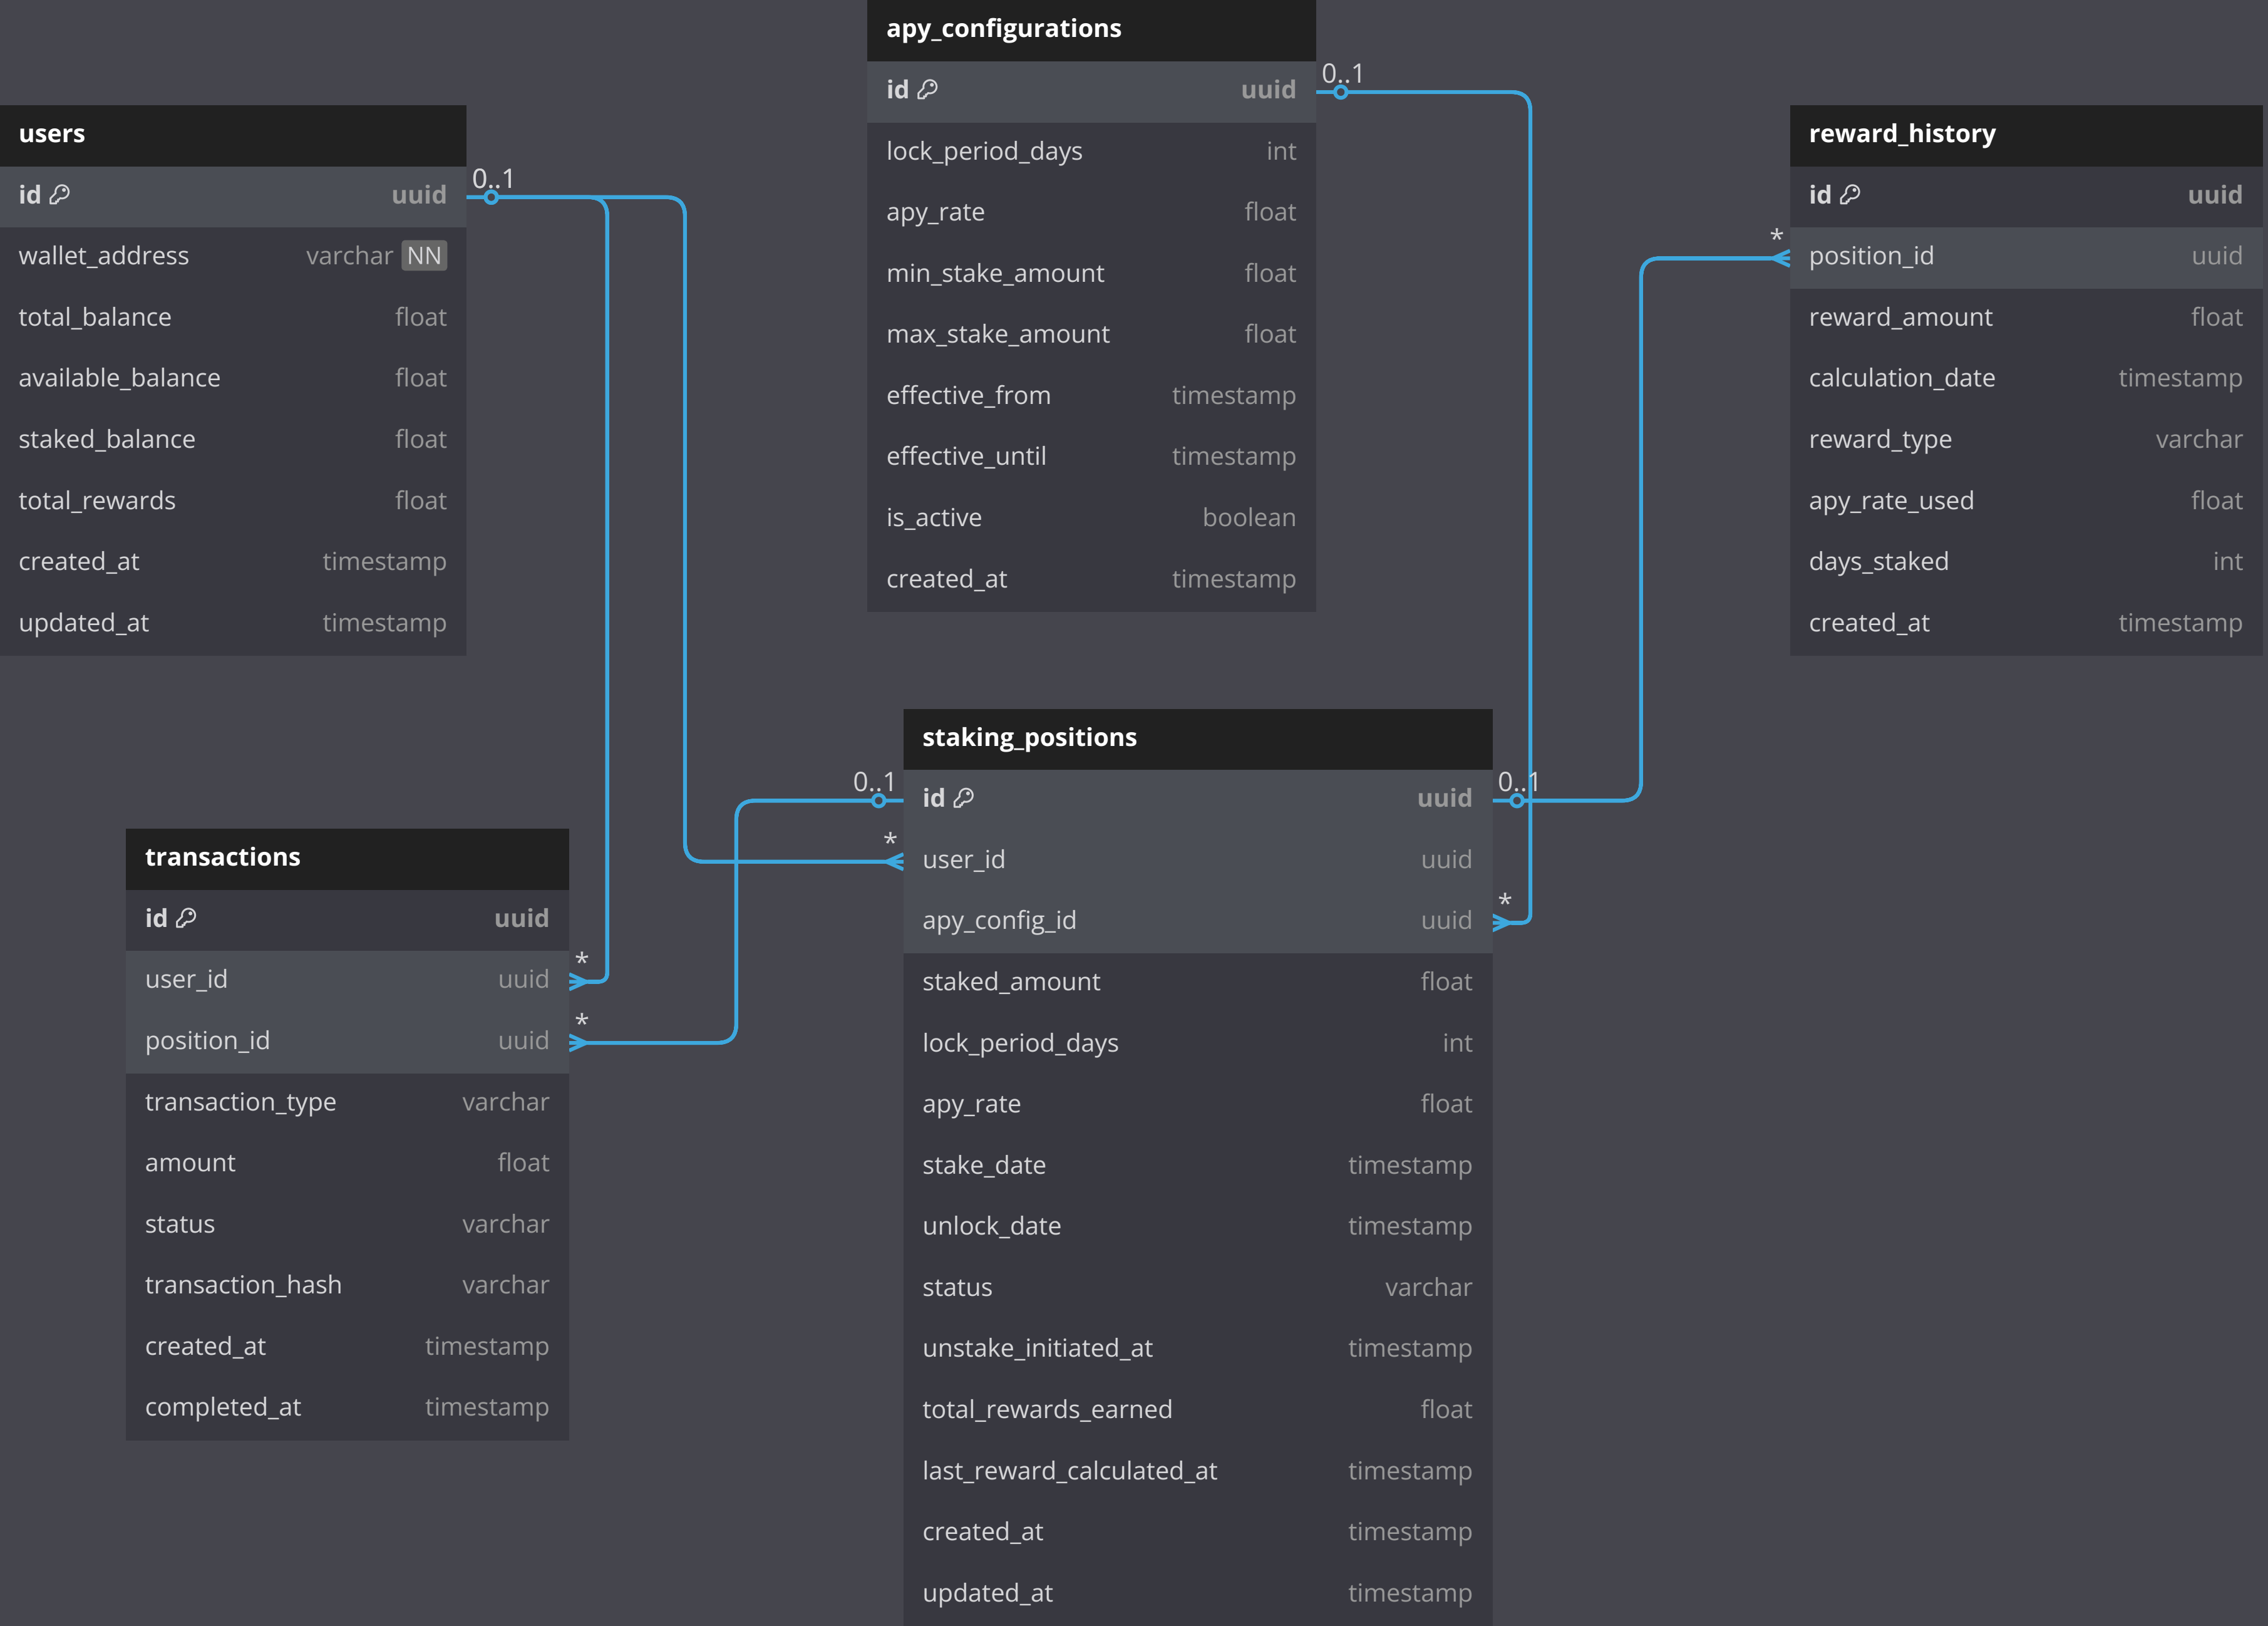 users
id uuid
wallet_address varchar NN
total_balance float
available_balance float
staked_balance float
total_rewards float
created_at timestamp
updated_at timestamp
0..1
apy_configurations
id uuid
lock_period_days int
apy_rate float
min_stake_amount float
max_stake_amount float
effective_from timestamp
effective_until timestamp
is_active boolean
created_at timestamp
0..1
reward_history
id uuid
position_id uuid
reward_amount float
calculation_date timestamp
reward_type varchar
apy_rate_used float
days_staked int
created_at timestamp
*
transactions
id uuid
user_id uuid
position_id uuid
transaction_type varchar
amount float
status varchar
transaction_hash varchar
created_at timestamp
completed_at timestamp
*
*
staking_positions
0..1
0..1
id uuid
*
user_id uuid
*
apy_config_id uuid
staked_amount float
lock_period_days int
apy_rate float
stake_date timestamp
unlock_date timestamp
status varchar
unstake_initiated_at timestamp
total_rewards_earned float
last_reward_calculated_at timestamp
created_at timestamp
updated_at timestamp